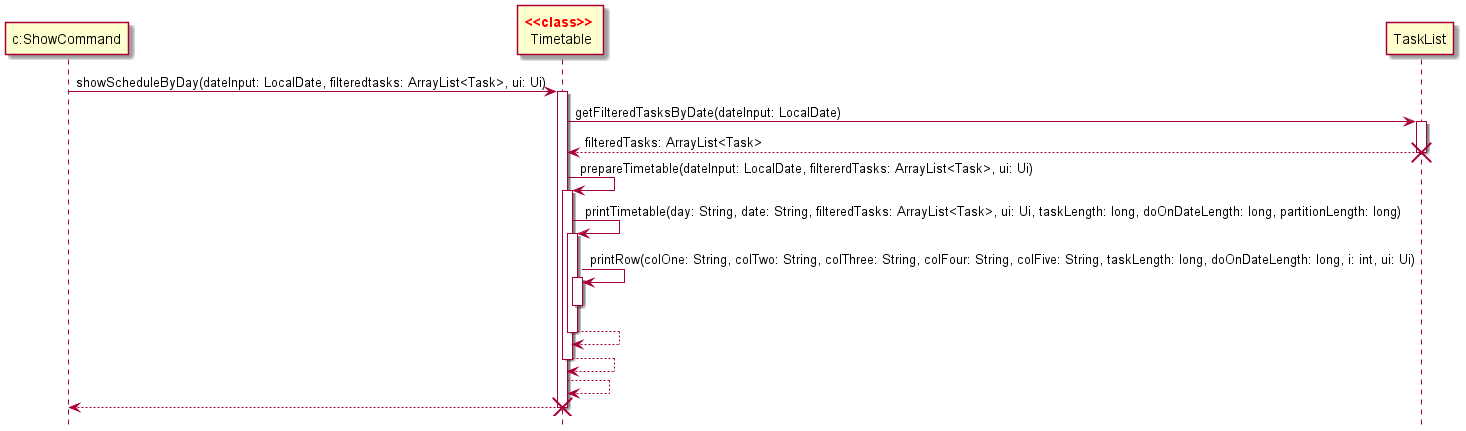 c:ShowCommand
<<class>>
Timetable
TaskList
showScheduleByDay(dateInput: LocalDate, filteredtasks: ArrayList<Task>, ui: Ui)
getFilteredTasksByDate(dateInput: LocalDate)
filteredTasks: ArrayList<Task>
prepareTimetable(dateInput: LocalDate, filtererdTasks: ArrayList<Task>, ui: Ui)
printTimetable(day: String, date: String, filteredTasks: ArrayList<Task>, ui: Ui, taskLength: long, doOnDateLength: long, partitionLength: long)
printRow(colOne: String, colTwo: String, colThree: String, colFour: String, colFive: String, taskLength: long, doOnDateLength: long, i: int, ui: Ui)